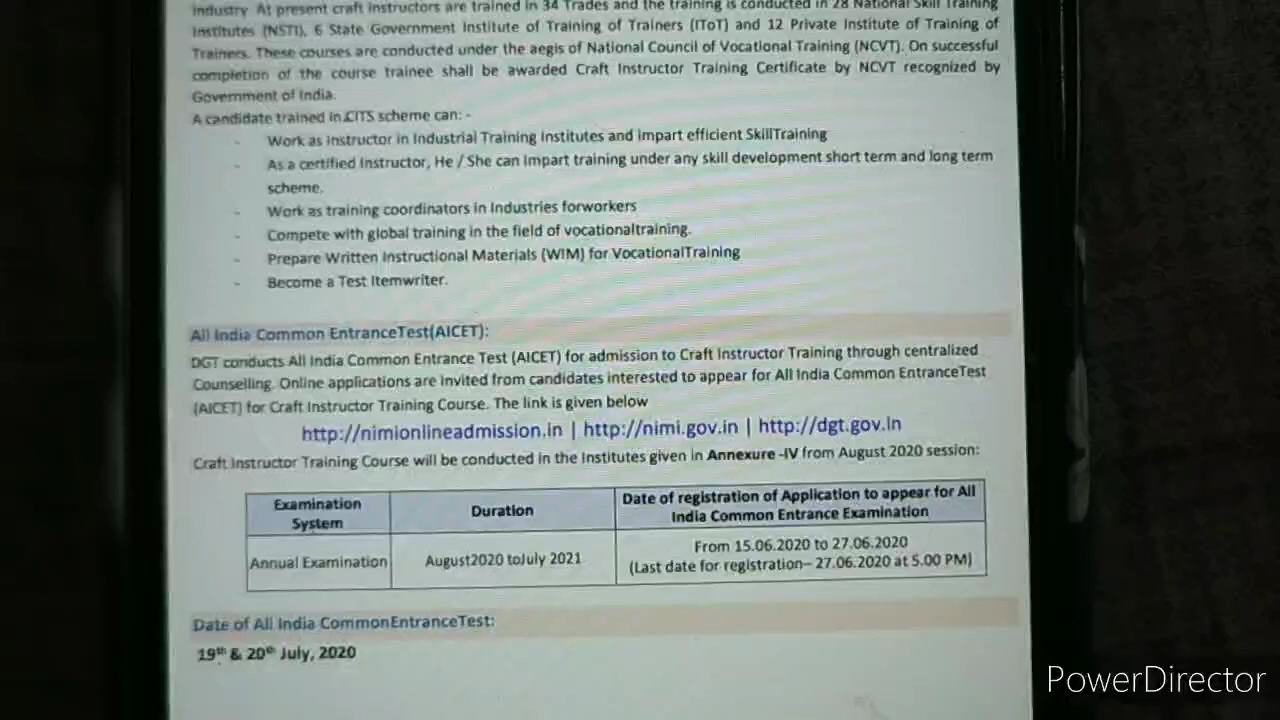 industry. At present craft instructors are trained in 34 Trades and the training is conducted in 28 National Skill Training
Institutes (NSTI), 6 State Government Institute of Training of Trainers (IToT) and 12 Private Institute of Training of
Trainers. These courses are conducted under the aegis of National Council of Vocational Training (NCVT). On successful
completion of the course trainee shall be awarded Craft Instructor Training Certificate by NCVT recognized by
Government of India.
A candidate trained in CITS scheme can: -
- Work as instructor in Industrial Training Institutes and impart efficient SkillTraining
- As a certified Instructor, He / She can Impart training under any skill development short term and long term
scheme.
- Work as training coordinators in Industries forworkers
- Compete with global training in the field of vocationaltraining.
- Prepare Written Instructional Materials (WIM) for VocationalTraining
- Become a Test Itemwriter.
All India Common EntranceTest(AICET):
DGT conducts All India Common Entrance Test (AICET) for admission to Craft Instructor Training through centralized
Counselling. Online applications are invited from candidates interested to appear for All India Common EntranceTest
(AICET) for Craft Instructor Training Course. The link is given below
http://nimionlineadmission.in | http://nimi.gov.in | http://dgt.gov.in
Craft Instructor Training Course will be conducted in the Institutes given in Annexure -IV from August 2020 session:
Examination System
Duration
Date of registration of Application to appear for All
India Common Entrance Examination
Annual Examination
August2020 toJuly 2021
From 15.06.2020 to 27.06.2020
(Last date for registration– 27.06.2020 at 5.00 PM)
Date of All India CommonEntranceTest:
19th & 20th July, 2020
PowerDirector